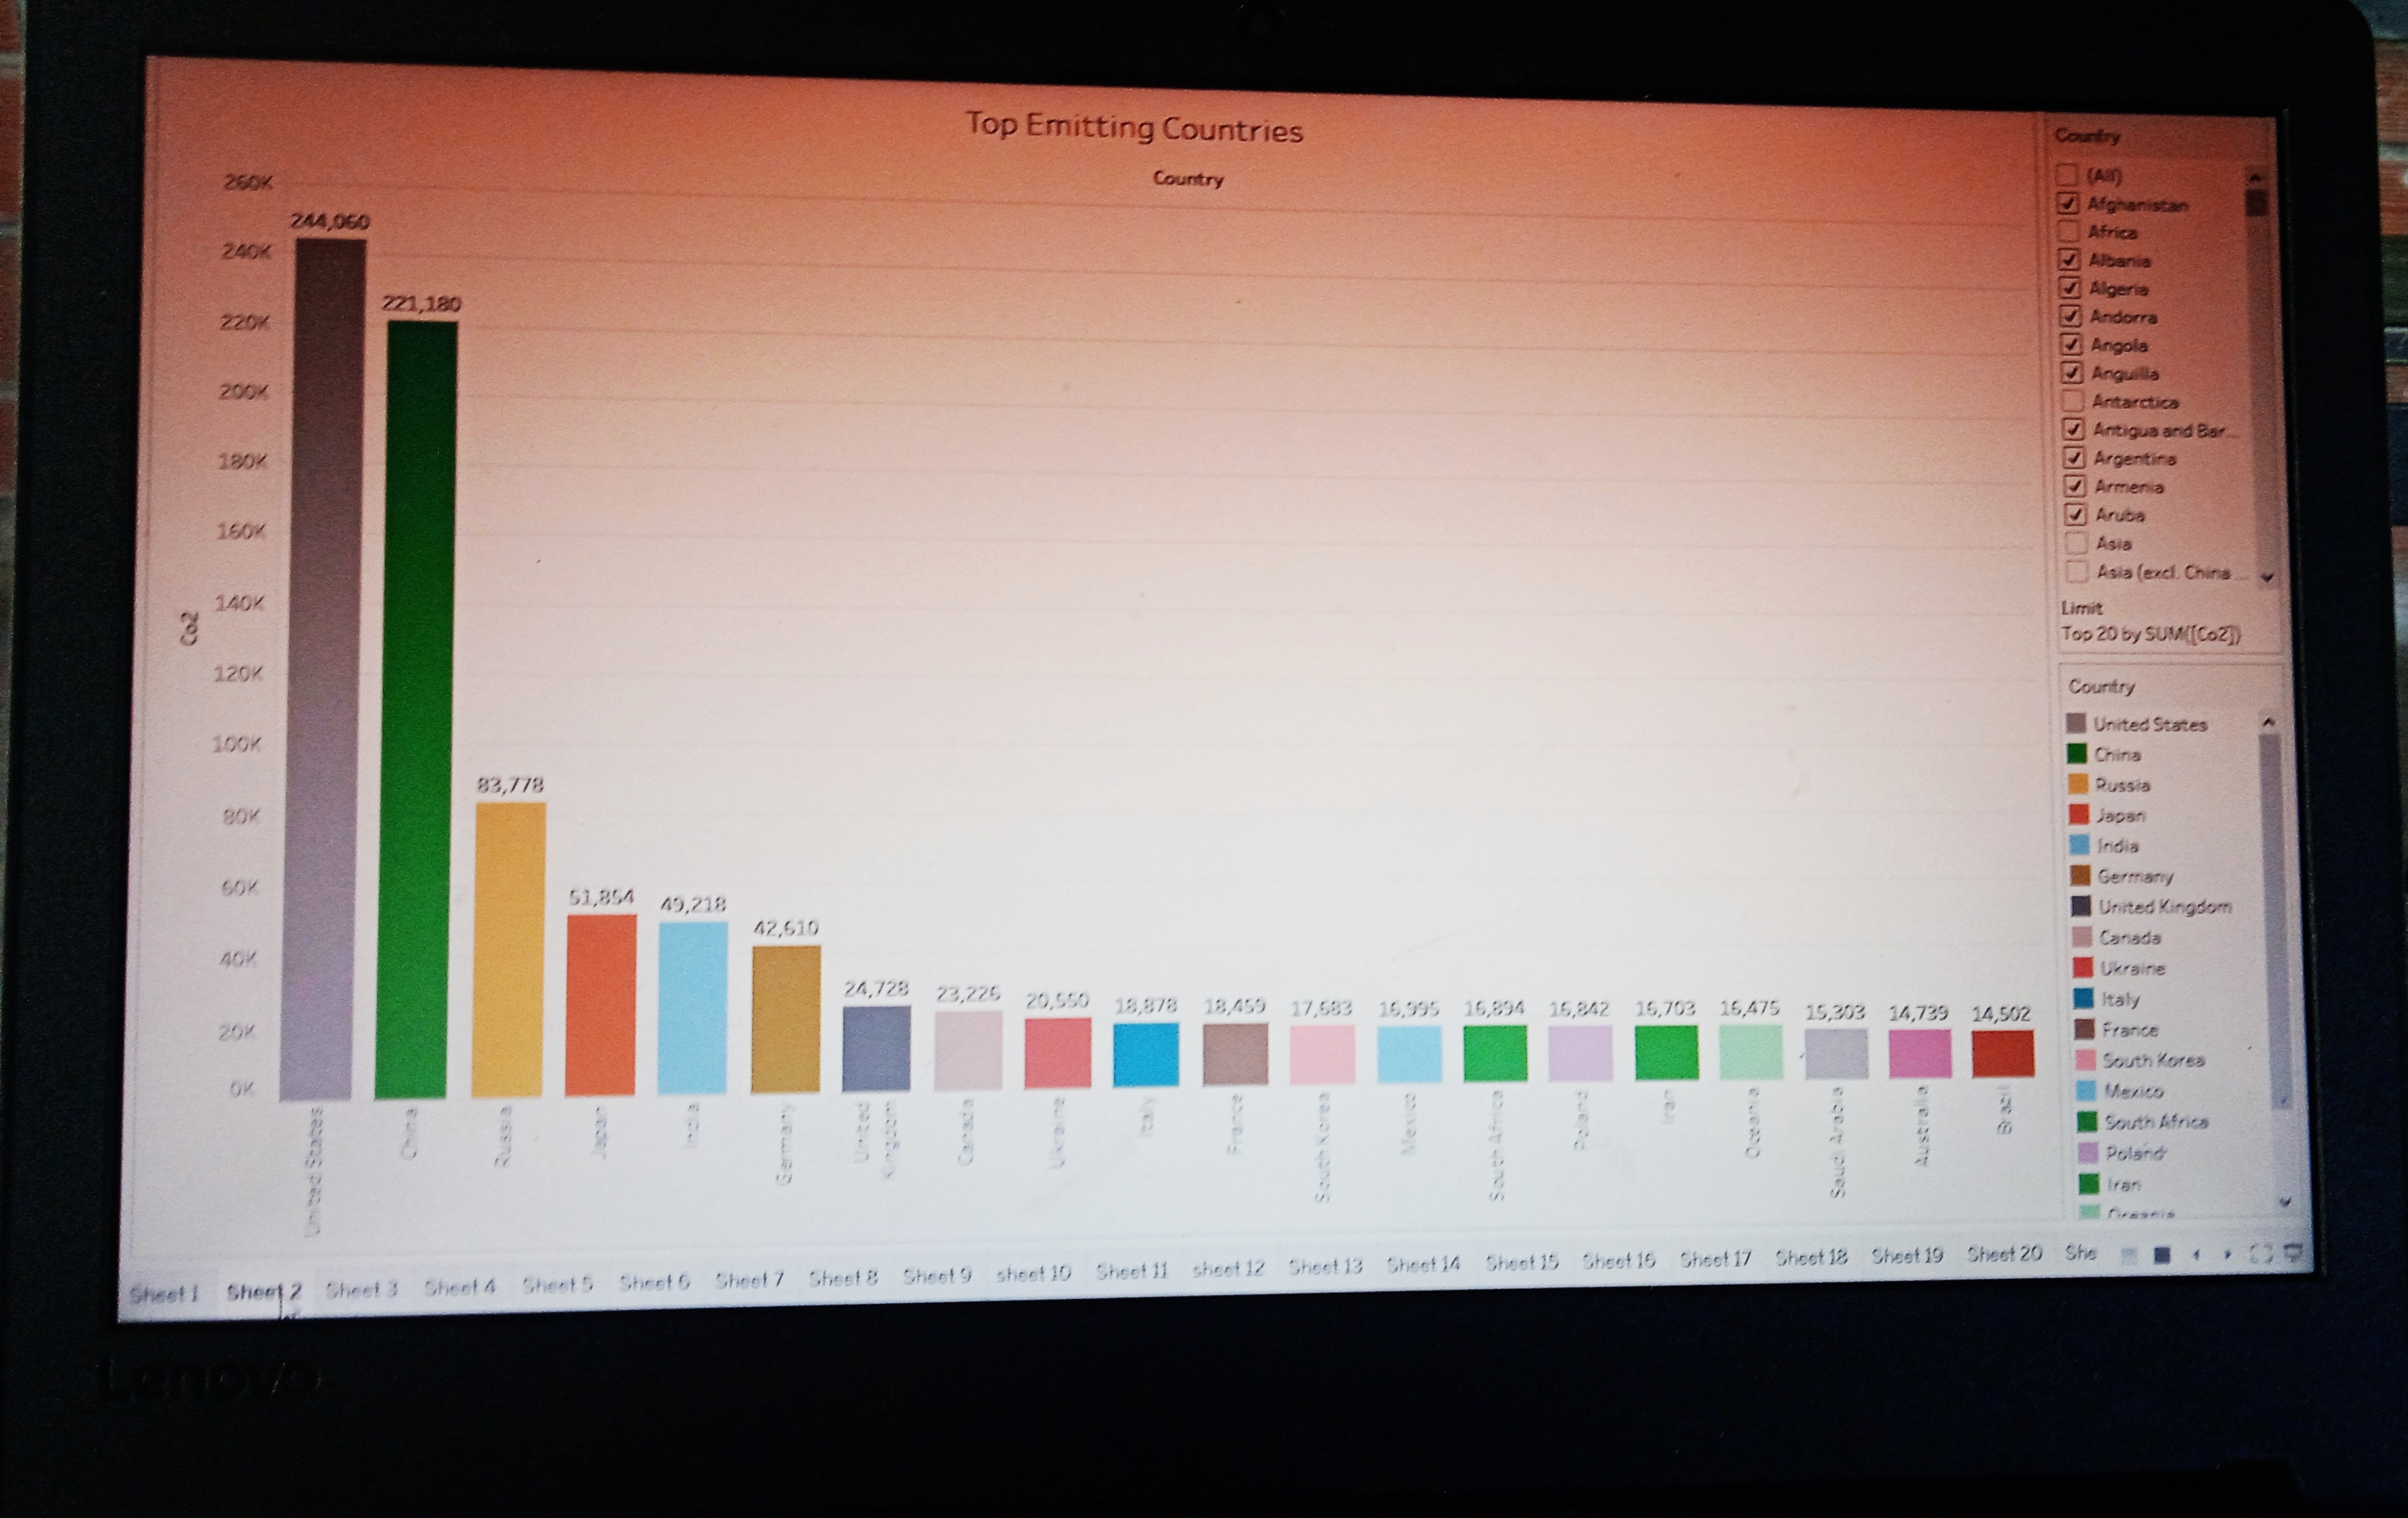 Top Emitting Countries
Country
Co2
260K
240K
220K
200K
180K
160K
140K
120K
100K
80K
60K
40K
20K
0K
244,060
221,180
83,778
51,854
49,218
42,610
24,728
23,226
20,550
18,878
18,459
17,683
16,995
16,894
16,842
16,703
16,475
15,303
14,739
14,502
United States
China
Russia
Japan
India
Germany
United
Kingdom
Canada
Ukraine
Italy
France
South Korea
Mexico
South Africa
Poland
Iran
Oceania
Saudi Arabia
Australia
Brazil
Country
(All)
Afghanistan
Africa
Albania
Algeria
Andorra
Angola
Anguilla
Antarctica
Antigua and Bar...
Argentina
Armenia
Aruba
Asia
Asia (excl. China ...
Limit
Top 20 by SUM([Co2])
Country
United States
China
Russia
Japan
India
Germany
United Kingdom
Canada
Ukraine
Italy
France
South Korea
Mexico
South Africa
Poland
Iran
Oceania
Sheet 1 Sheet 2 Sheet 3 Sheet 4 Sheet 5 Sheet 6 Sheet 7 Sheet 8 Sheet 9 sheet 10 Sheet 11 sheet 12 Sheet 13 Sheet 14 Sheet 15 Sheet 16 Sheet 17 Sheet 18 Sheet 19 Sheet 20 She
Lenovo